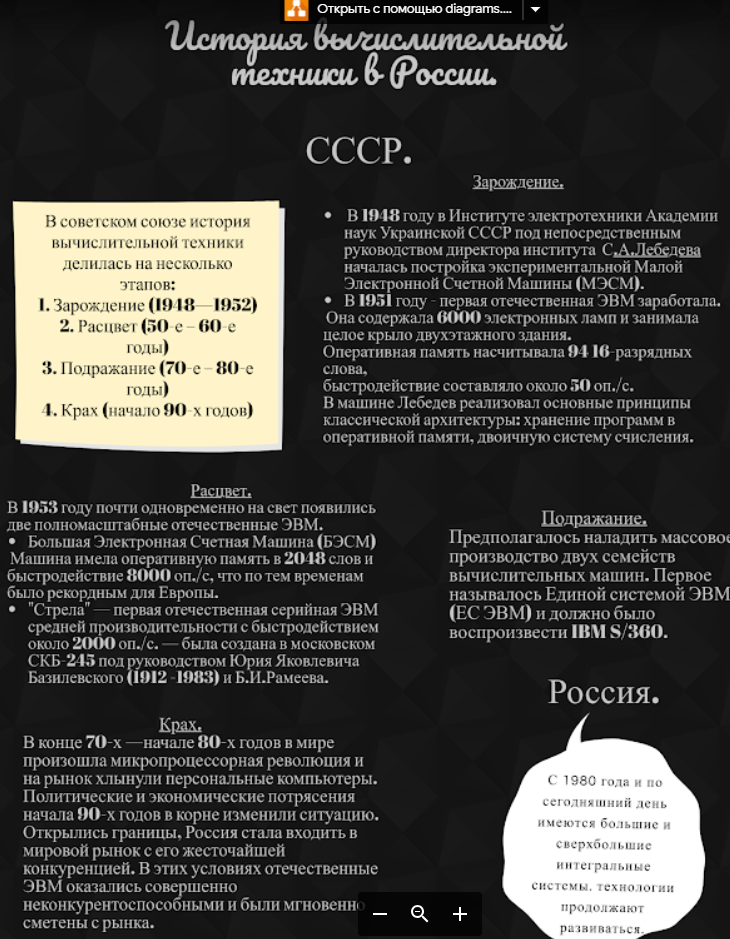 Открыть с помощью diagrams....
История вычислительной
техники в России.
СССР.
В советском союзе история
вычислительной техники
делилась на несколько
этапов:
1. Зарождение (1948—1952)
2. Расцвет (50-е – 60-е
годы)
3. Подражание (70-е – 80-е
годы)
4. Крах (начало 90-х годов)
Зарождение.
• В 1948 году в Институте электротехники Академии
наук Украинской СССР под непосредственным
руководством директора института С.А.Лебедева
началась постройка экспериментальной Малой
Электронной Счетной Машины (МЭСМ).
• В 1951 году - первая отечественная ЭВМ заработала.
Она содержала 6000 электронных ламп и занимала
целое крыло двухэтажного здания.
Оперативная память насчитывала 94 16-разрядных
слова,
быстродействие составляло около 50 оп./с.
В машине Лебедев реализовал основные принципы
классической архитектуры: хранение программ в
оперативной памяти, двоичную систему счисления.
Расцвет.
В 1953 году почти одновременно на свет появились
две полномасштабные отечественные ЭВМ.
• Большая Электронная Счетная Машина (БЭСМ)
Машина имела оперативную память в 2048 слов и
быстродействие 8000 оп./с, что по тем временам
было рекордным для Европы.
• "Стрела" — первая отечественная серийная ЭВМ
средней производительности с быстродействием
около 2000 оп./с. — была создана в московском
СКБ-245 под руководством Юрия Яковлевича
Базилевского (1912 -1983) и Б.И.Рамеева.
Подражание.
Предполагалось наладить массовое
производство двух семейств
вычислительных машин. Первое
называлось Единой системой ЭВМ
(ЕС ЭВМ) и должно было
воспроизвести IBM S/360.
Крах.
В конце 70-х —начале 80-х годов в мире
произошла микропроцессорная революция и
на рынок хлынули персональные компьютеры.
Политические и экономические потрясения
начала 90-х годов в корне изменили ситуацию.
Открылись границы, Россия стала входить в
мировой рынок с его жесточайшей
конкуренцией. В этих условиях отечественные
ЭВМ оказались совершенно
неконкурентоспособными и были мгновенно
сметены с рынка.
Россия.
С 1980 года и по
сегодняшний день
имеются большие и
сверхбольшие
интегральные
системы. технологии
продолжают
развиваться.